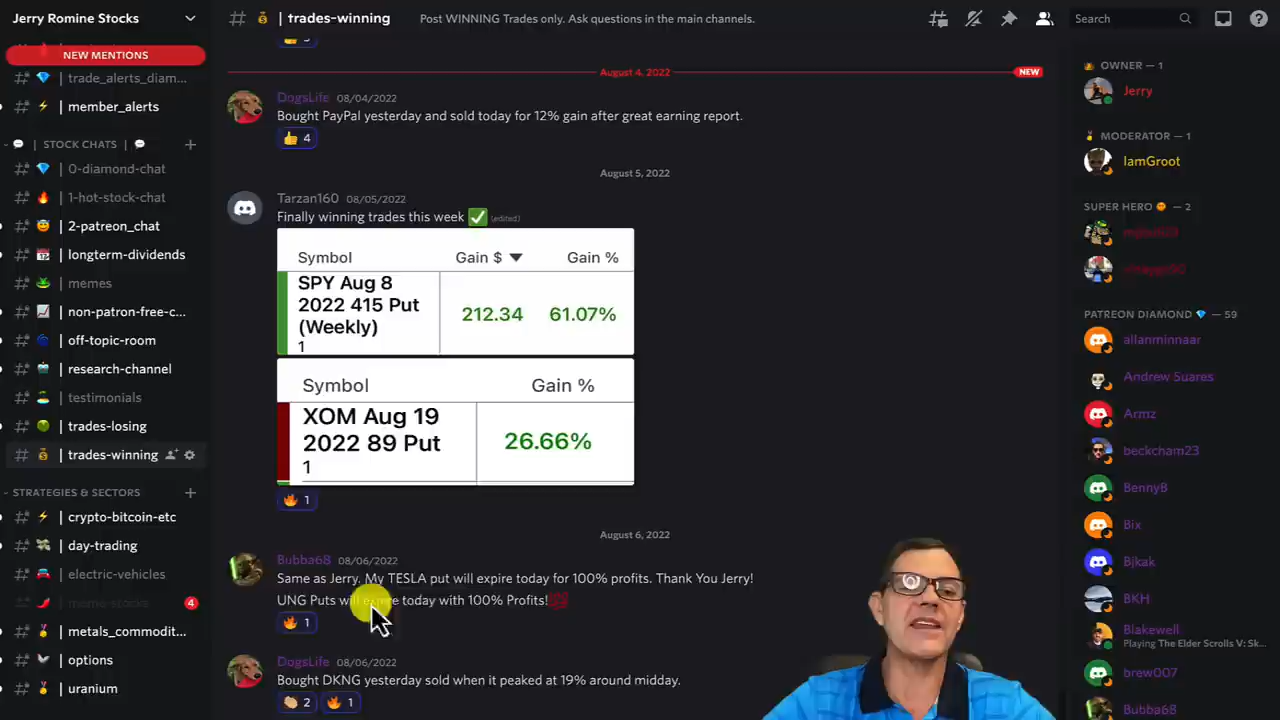 Jerry Romine Stocks
| trades-winning
Post WINNING Trades only. Ask questions in the main channels.
Search
NEW MENTIONS
| trade_alerts_diam...
| member_alerts
| STOCK CHATS |
| 0-diamond-chat
| 1-hot-stock-chat
| 2-patreon_chat
| longterm-dividends
| memes
| non-patron-free-c...
| off-topic-room
| research-channel
| testimonials
| trades-losing
| trades-winning
STRATEGIES & SECTORS
| crypto-bitcoin-etc
| day-trading
| electric-vehicles
4
| metals_commodit...
| options
| uranium
August 4, 2022
NEW
DogsLife 08/04/2022
Bought PayPal yesterday and sold today for 12% gain after great earning report.
4
August 5, 2022
Tarzan160 08/05/2022
Finally winning trades this week (edited)
Symbol Gain $ Gain %
SPY Aug 8
2022 415 Put
(Weekly)
1
212.34 61.07%
Symbol Gain %
XOM Aug 19
2022 89 Put
1
26.66%
1
August 6, 2022
Bubba68 08/06/2022
Same as Jerry. My TESLA put will expire today for 100% profits. Thank You Jerry!
UNG Puts will expire today with 100% Profits!
1
DogsLife 08/06/2022
Bought DKNG yesterday sold when it peaked at 19% around midday.
2 1
OWNER — 1
Jerry
MODERATOR — 1
IamGroot
SUPER HERO — 2
PATREON DIAMOND — 59
allanminnaar
Andrew Suares
Armz
beckcham23
BennyB
Bix
Bjkak
BKH
Blakewell
Playing The Elder Scrolls V: Sk...
brew007
Bubba68